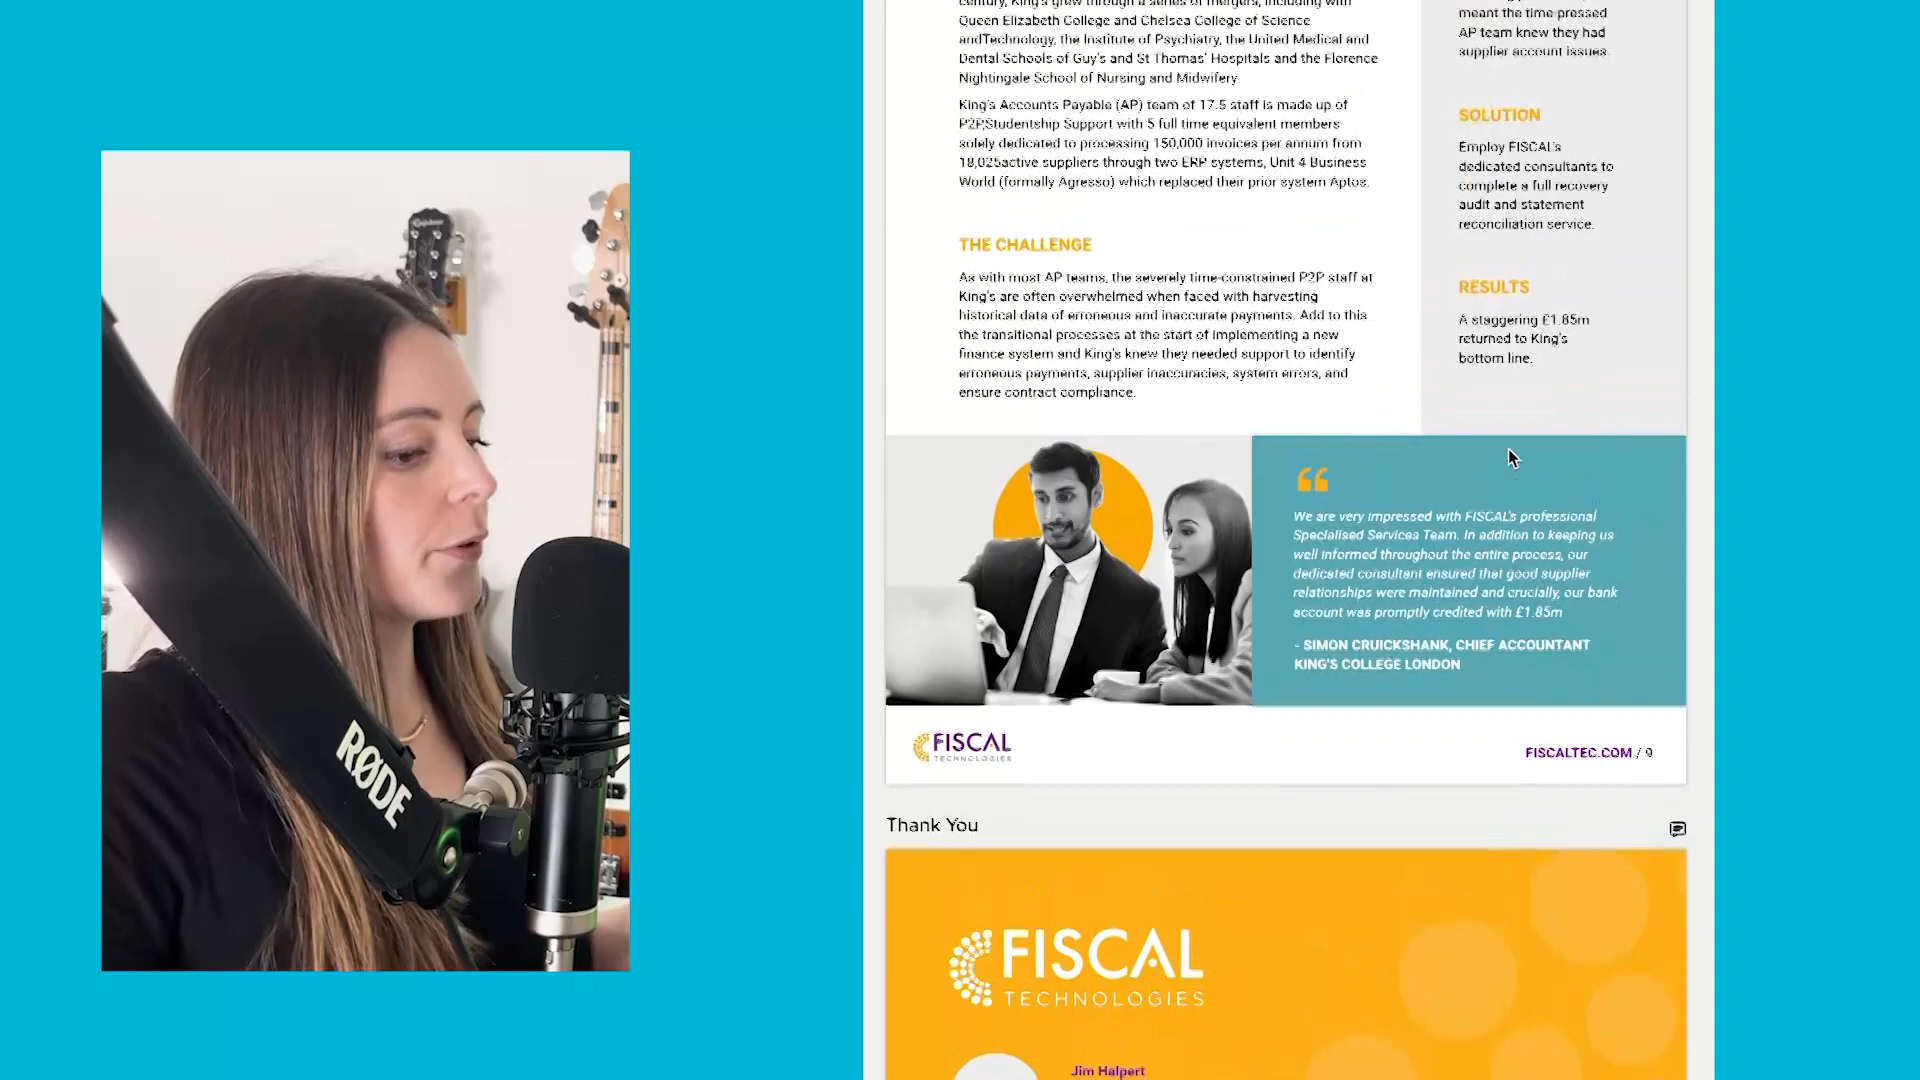 century, King's grew through a series of mergers, including with
Queen Elizabeth College and Chelsea College of Science
andTechnology, the Institute of Psychiatry, the United Medical and
Dental Schools of Guy's and St Thomas' Hospitals and the Florence
Nightingale School of Nursing and Midwifery.
King's Accounts Payable (AP) team of 17.5 staff is made up of
P2P,Studentship Support with 5 full time equivalent members
solely dedicated to processing 150,000 invoices per annum from
18,025active suppliers through two ERP systems, Unit 4 Business
World (formally Agresso) which replaced their prior system Aptos.
THE CHALLENGE
As with most AP teams, the severely time-constrained P2P staff at
King's are often overwhelmed when faced with harvesting
historical data of erroneous and inaccurate payments. Add to this
the transitional processes at the start of implementing a new
finance system and King's knew they needed support to identify
erroneous payments, supplier inaccuracies, system errors, and
ensure contract compliance.
meant the time-pressed
AP team knew they had
supplier account issues.
SOLUTION
Employ FISCAL's
dedicated consultants to
complete a full recovery
audit and statement
reconciliation service.
RESULTS
A staggering £1.85m
returned to King's
bottom line.
We are very impressed with FISCAL's professional
Specialised Services Team. In addition to keeping us
well informed throughout the entire process, our
dedicated consultant ensured that good supplier
relationships were maintained and crucially, our bank
account was promptly credited with £1.85m
- SIMON CRUICKSHANK, CHIEF ACCOUNTANT
KING'S COLLEGE LONDON
FISCAL
TECHNOLOGIES
FISCALTEC.COM / 9
Thank You
FISCAL
TECHNOLOGIES
Jim Halpert
RØDE